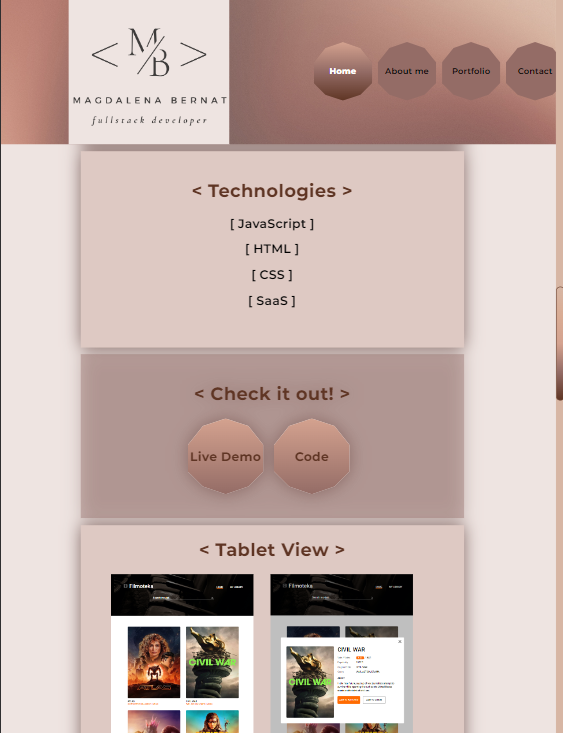 < M/B >
MAGDALENA BERNAT
fullstack developer
Home
About me
Portfolio
Contact
< Technologies >
[ JavaScript ]
[ HTML ]
[ CSS ]
[ SaaS ]
< Check it out! >
Live Demo
Code
< Tablet View >
Filmoteka
Filmoteka
CIVIL WAR
CIVIL WAR
CIVIL WAR